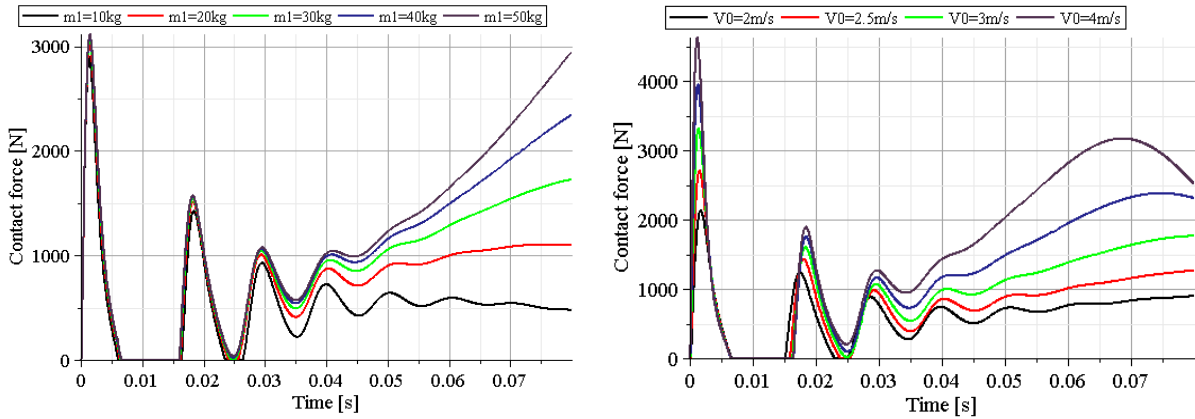 m1=10kg m1=20kg m1=30kg m1=40kg m1=50kg
3000
2000
1000
0
Contact force [N]
0 0.01 0.02 0.03 0.04 0.05 0.06 0.07
Time [s]
V0=2m/s V0=2.5m/s V0=3m/s V0=4m/s
4000
3000
2000
1000
0
Contact force [N]
0 0.01 0.02 0.03 0.04 0.05 0.06 0.07
Time [s]